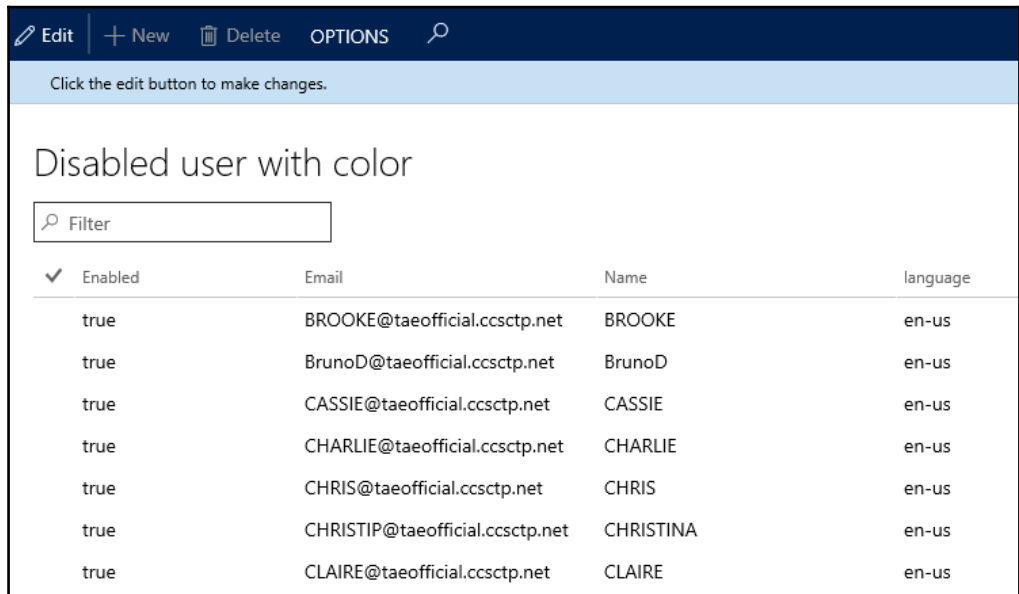 Edit New Delete OPTIONS
Click the edit button to make changes.
Disabled user with color
Filter
Enabled Email Name language
true BROOKE@taeofficial.ccsctp.net BROOKE en-us
true BrunoD@taeofficial.ccsctp.net BrunoD en-us
true CASSIE@taeofficial.ccsctp.net CASSIE en-us
true CHARLIE@taeofficial.ccsctp.net CHARLIE en-us
true CHRIS@taeofficial.ccsctp.net CHRIS en-us
true CHRISTIP@taeofficial.ccsctp.net CHRISTINA en-us
true CLAIRE@taeofficial.ccsctp.net CLAIRE en-us